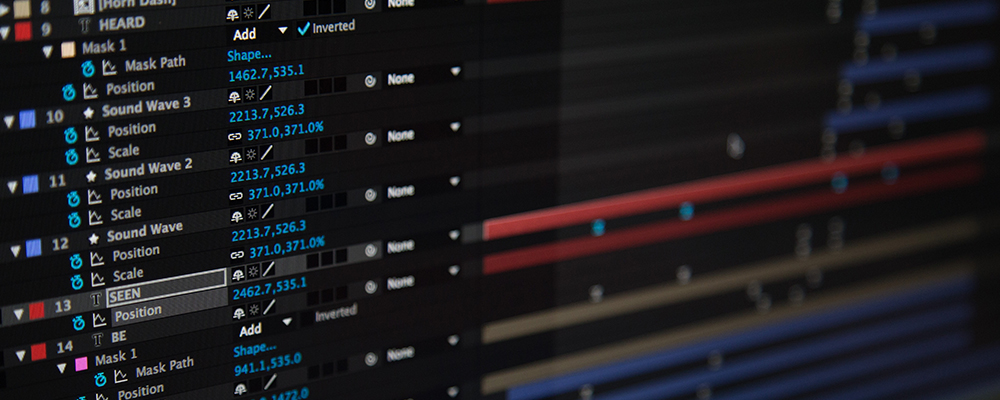 8 [Horn Dash] None
9 T HEARD
Mask 1 Add Inverted
Mask Path Shape...
Position 1462.7,535.1
10 Sound Wave 3 None
Position 2213.7,526.3
Scale 371.0,371.0%
11 Sound Wave 2 None
Position 2213.7,526.3
Scale 371.0,371.0%
12 Sound Wave None
Position 2213.7,526.3
Scale 371.0,371.0%
13 T SEEN None
Position 2462.7,535.1
14 T BE None
Mask 1 Add Inverted
Mask Path Shape...
Position 941.1,535.0
None